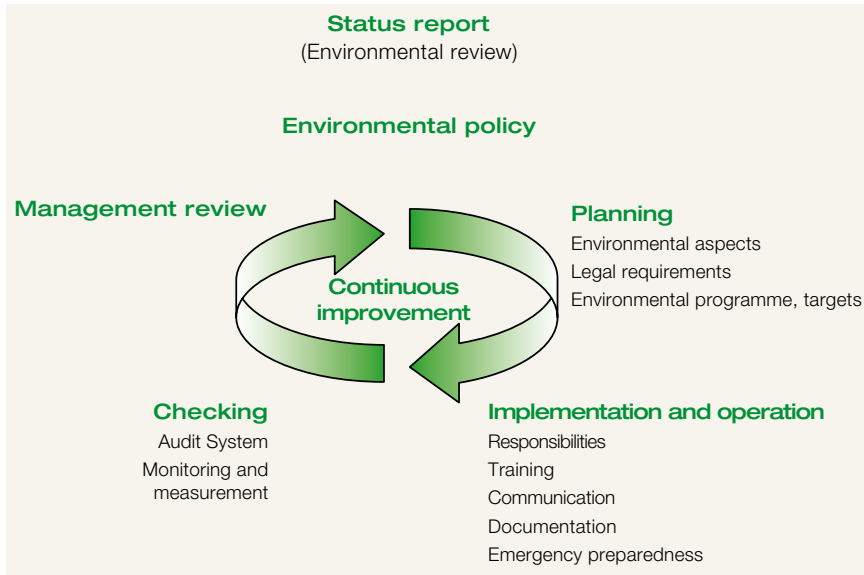 Status report
(Environmental review)
Environmental policy
Management review
Planning
Environmental aspects
Legal requirements
Environmental programme, targets
Continuous
improvement
Checking
Audit System
Monitoring and
measurement
Implementation and operation
Responsibilities
Training
Communication
Documentation
Emergency preparedness